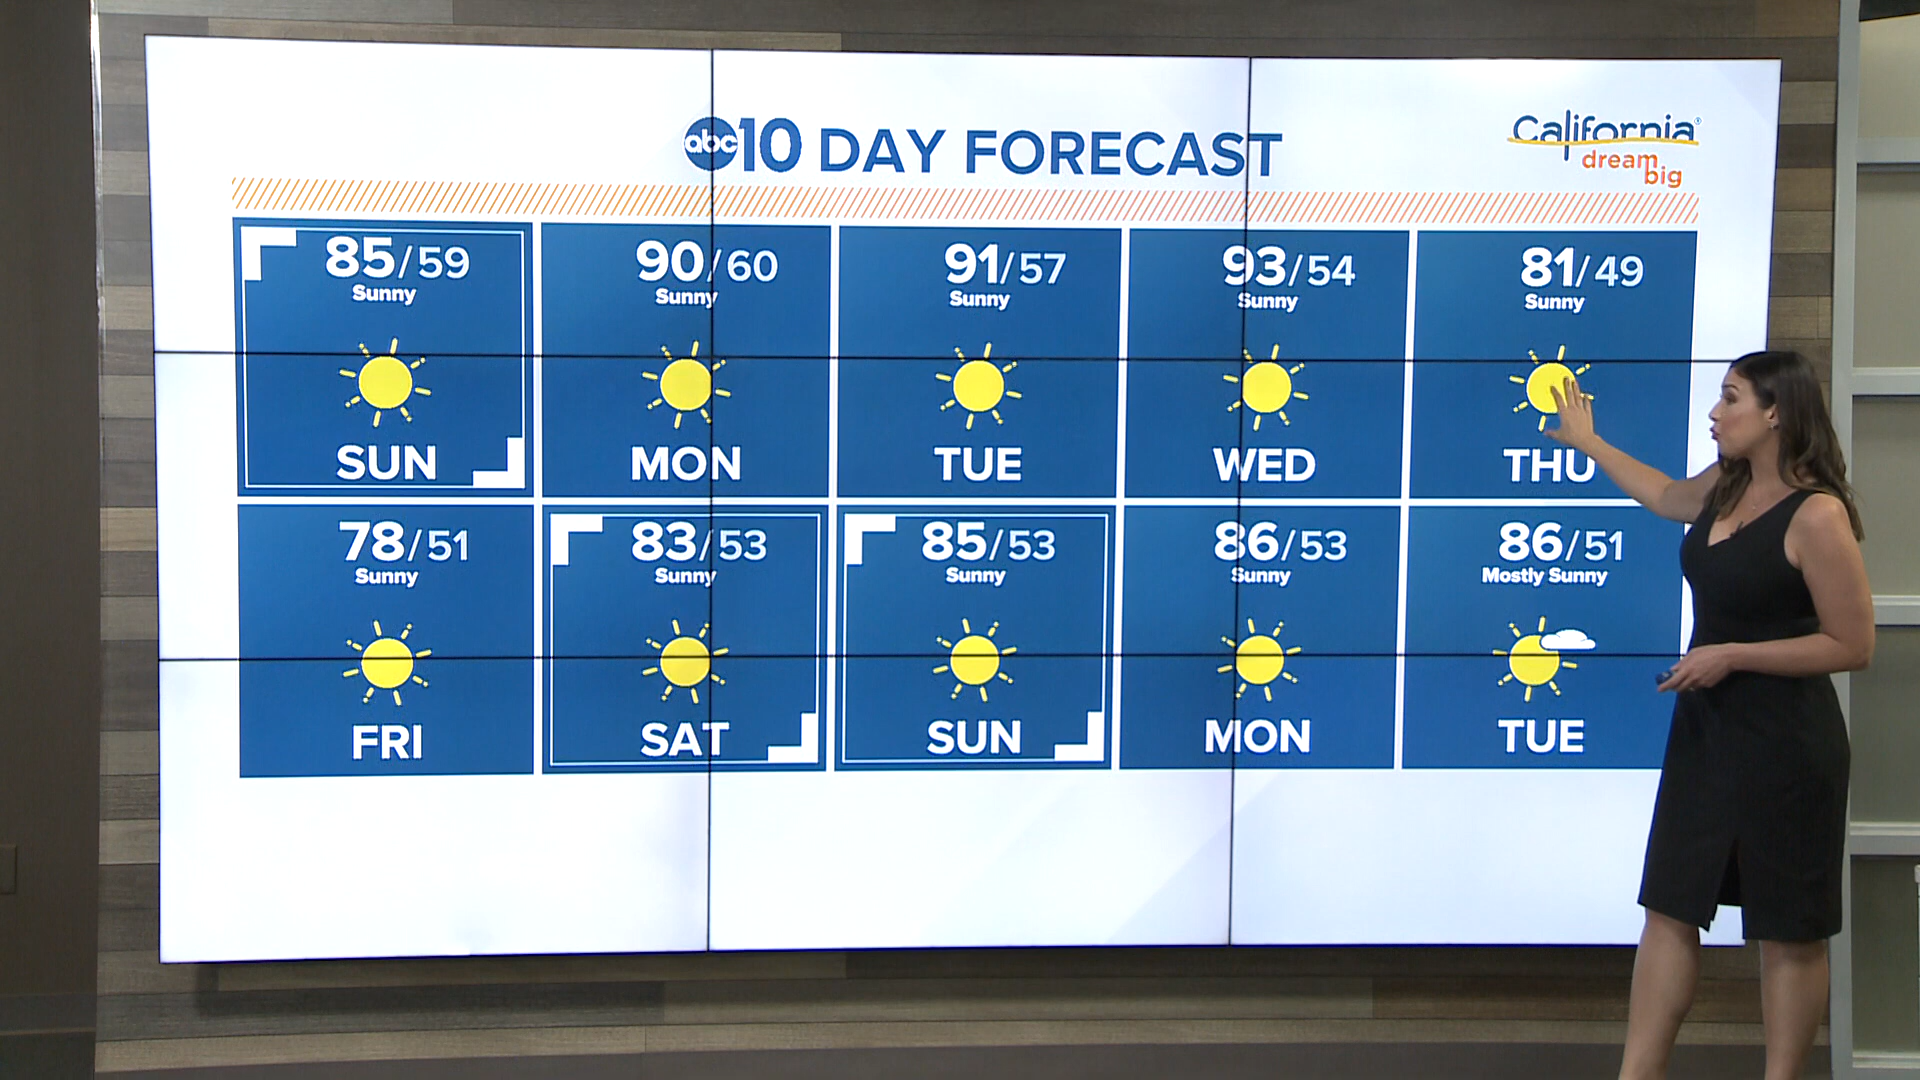 abc10 DAY FORECAST
California®
dream
big
85/59
Sunny
SUN
90/60
Sunny
MON
91/57
Sunny
TUE
93/54
Sunny
WED
81/49
Sunny
THU
78/51
Sunny
FRI
83/53
Sunny
SAT
85/53
Sunny
SUN
86/53
Sunny
MON
86/51
Mostly Sunny
TUE